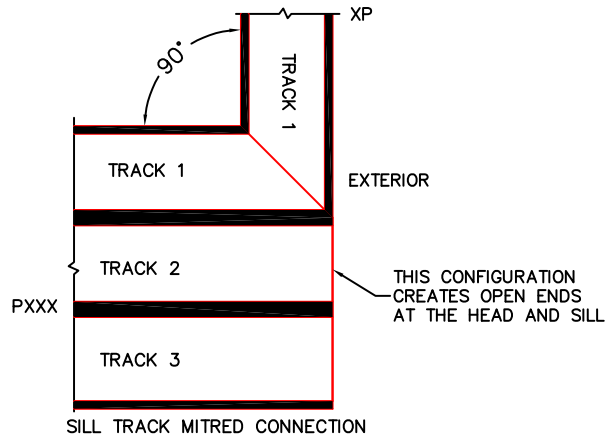 XP
90°
TRACK 1
TRACK 1
EXTERIOR
TRACK 2
THIS CONFIGURATION
CREATES OPEN ENDS
AT THE HEAD AND SILL
PXXX
TRACK 3
SILL TRACK MITRED CONNECTION